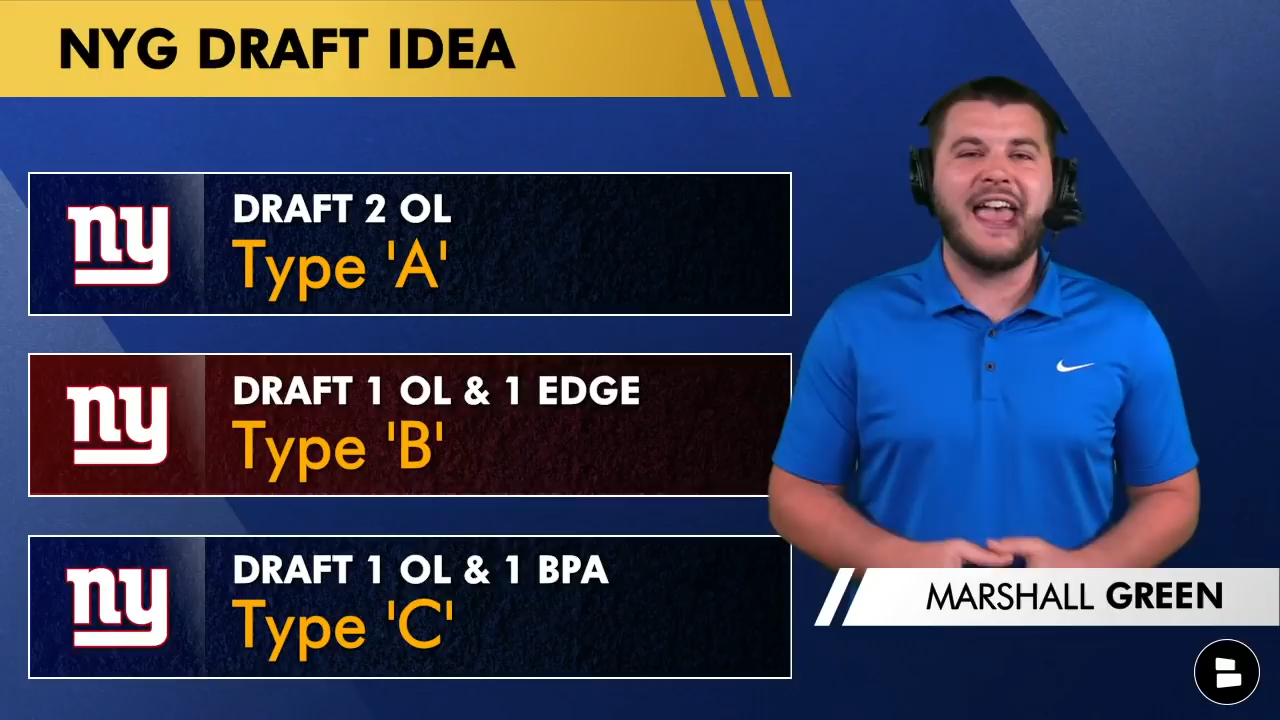 NYG DRAFT IDEA
ny
DRAFT 2 OL
Type 'A'
ny
DRAFT 1 OL & 1 EDGE
Type 'B'
ny
DRAFT 1 OL & 1 BPA
Type 'C'
MARSHALL GREEN